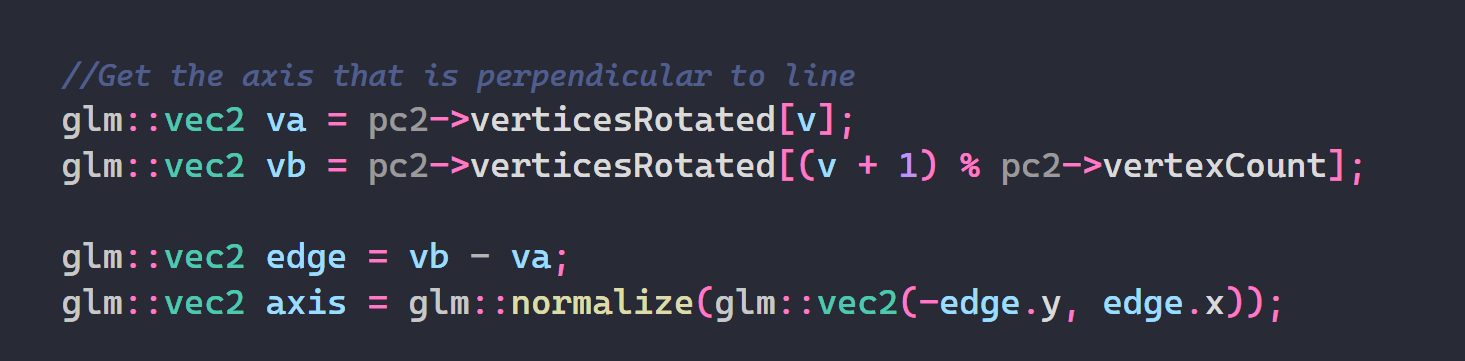 //Get the axis that is perpendicular to line
glm::vec2 va = pc2->verticesRotated[v];
glm::vec2 vb = pc2->verticesRotated[(v + 1) % pc2->vertexCount];
glm::vec2 edge = vb - va;
glm::vec2 axis = glm::normalize(glm::vec2(-edge.y, edge.x));